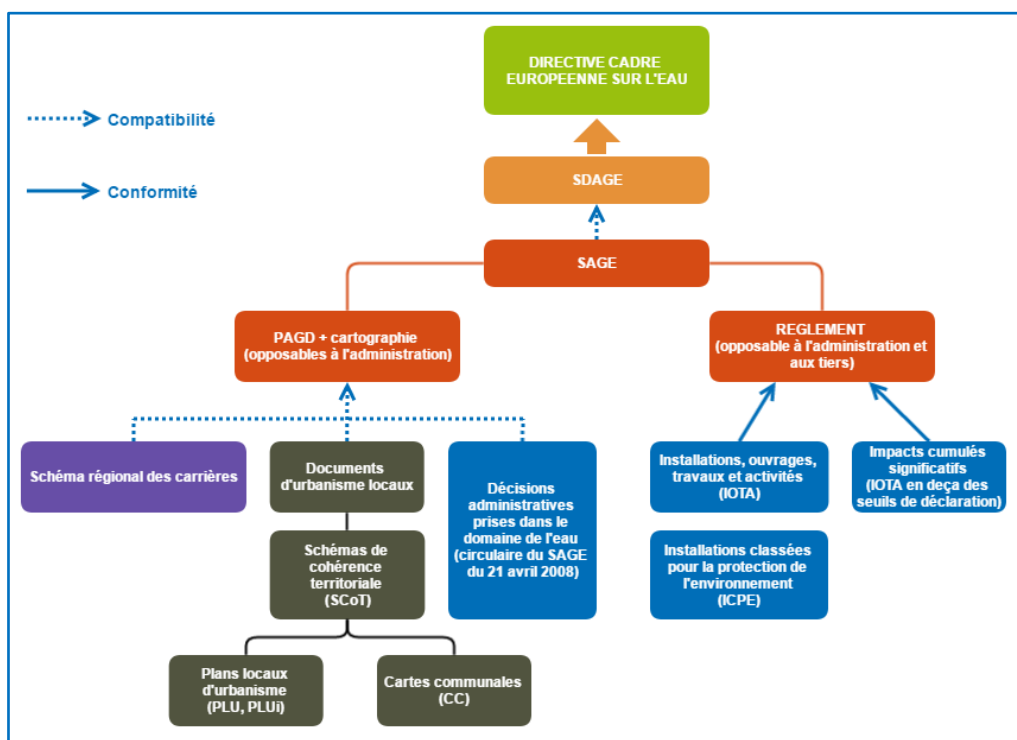 DIRECTIVE CADRE
EUROPEENNE SUR L'EAU
Compatibilité
Conformité
SDAGE
SAGE
PAGD + cartographie
(opposables à l'administration)
REGLEMENT
(opposable à l'administration et
aux tiers)
Schéma régional des carrières
Documents
d'urbanisme locaux
Décisions
administratives
prises dans le
domaine de l'eau
(circulaire du SAGE
du 21 avril 2008)
Installations, ouvrages,
travaux et activités
(IOTA)
Impacts cumulés
significatifs
(IOTA en deça des
seuils de déclaration)
Schémas de
cohérence
territoriale
(SCoT)
Installations classées
pour la protection de
l'environnement
(ICPE)
Plans locaux
d'urbanisme
(PLU, PLUi)
Cartes communales
(CC)